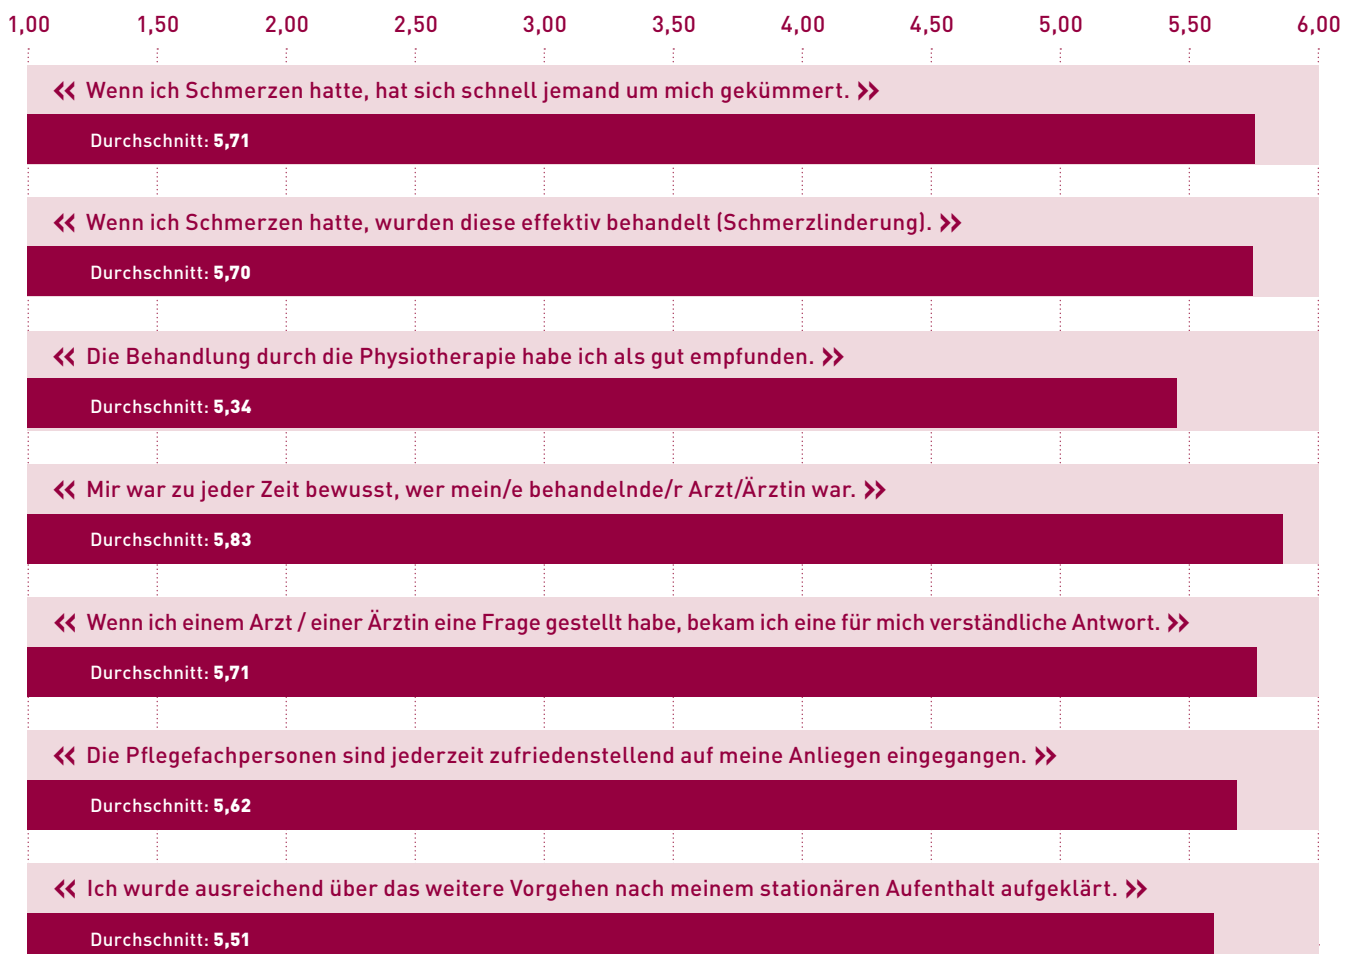 1,00 1,50 2,00 2,50 3,00 3,50 4,00 4,50 5,00 5,50 6,00
‹‹ Wenn ich Schmerzen hatte, hat sich schnell jemand um mich gekümmert. ››
Durchschnitt: 5,71
‹‹ Wenn ich Schmerzen hatte, wurden diese effektiv behandelt (Schmerzlinderung). ››
Durchschnitt: 5,70
‹‹ Die Behandlung durch die Physiotherapie habe ich als gut empfunden. ››
Durchschnitt: 5,34
‹‹ Mir war zu jeder Zeit bewusst, wer mein/e behandelnde/r Arzt/Ärztin war. ››
Durchschnitt: 5,83
‹‹ Wenn ich einem Arzt / einer Ärztin eine Frage gestellt habe, bekam ich eine für mich verständliche Antwort. ››
Durchschnitt: 5,71
‹‹ Die Pflegefachpersonen sind jederzeit zufriedenstellend auf meine Anliegen eingegangen. ››
Durchschnitt: 5,62
‹‹ Ich wurde ausreichend über das weitere Vorgehen nach meinem stationären Aufenthalt aufgeklärt. ››
Durchschnitt: 5,51